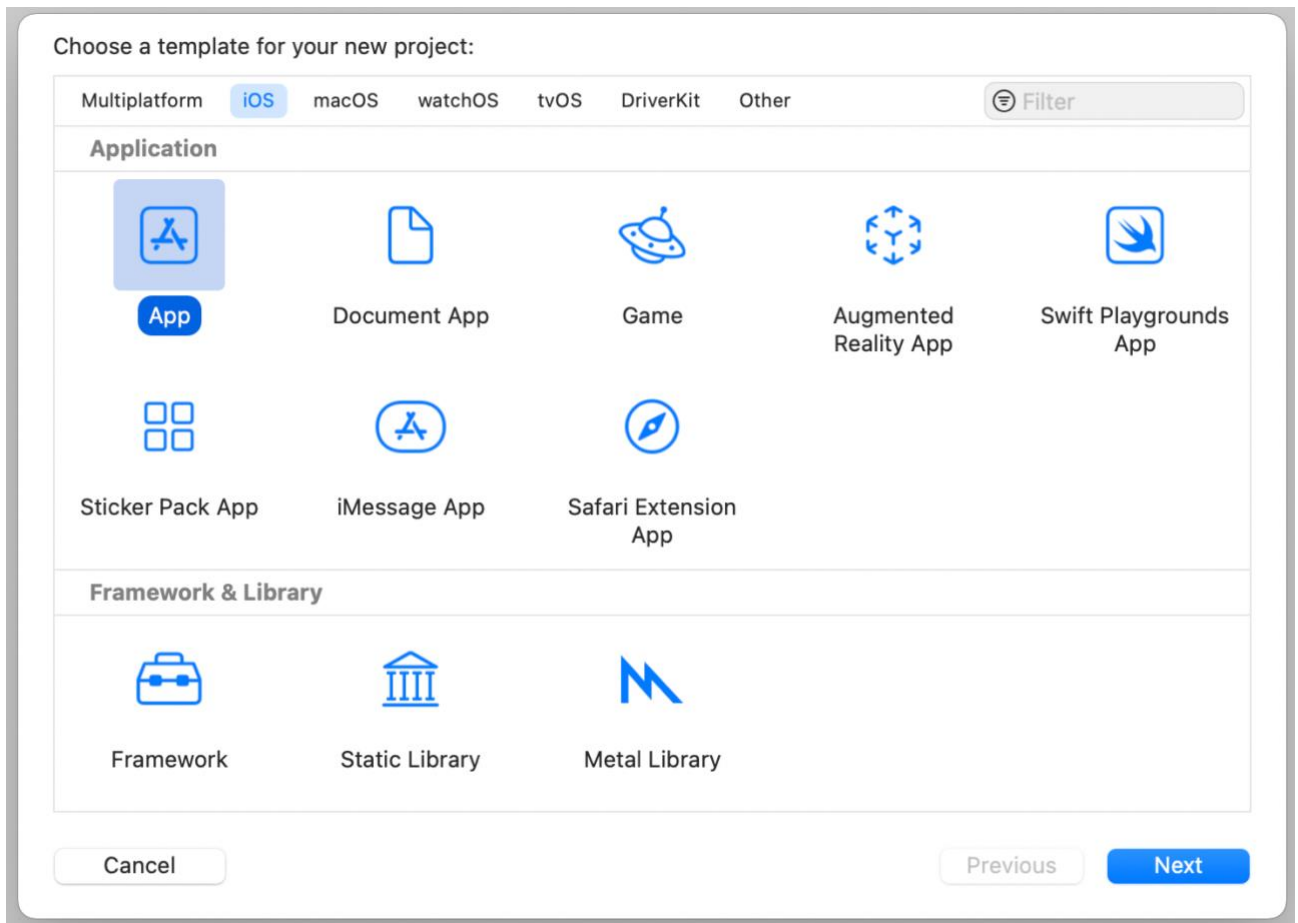 Choose a template for your new project:
Multiplatform iOS macOS watchOS tvOS DriverKit Other Filter
Application
App Document App Game Augmented Reality App Swift Playgrounds App
Sticker Pack App iMessage App Safari Extension App
Framework & Library
Framework Static Library Metal Library
Cancel Previous Next